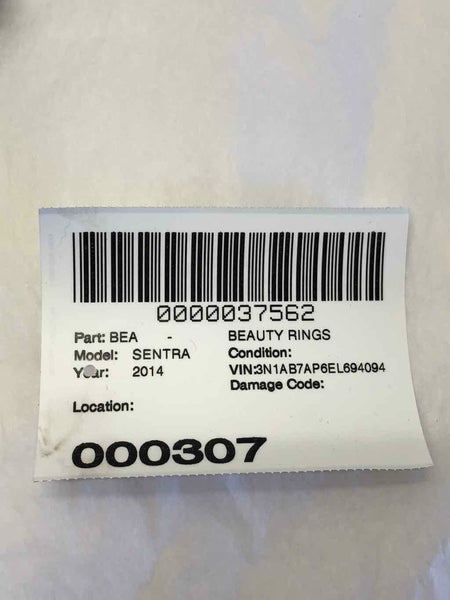 0000037562
Part: BEA - BEAUTY RINGS
Model: SENTRA Condition:
Year: 2014 VIN:3N1AB7AP6EL694094
Damage Code:
Location:
000307